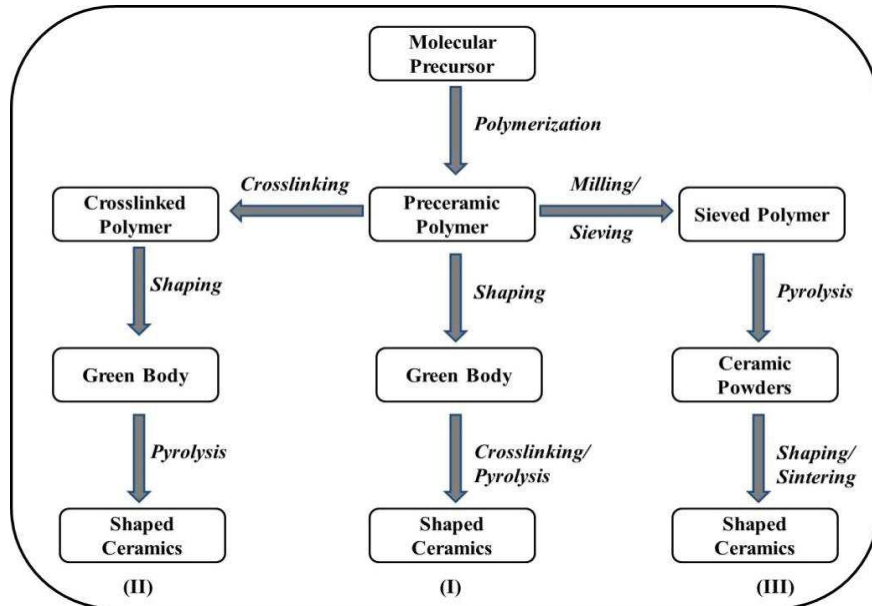 Molecular
Precursor
Polymerization
Crosslinking
Milling/
Crosslinked
Polymer
Preceramic
Polymer
Sieving
Sieved Polymer
Shaping
Shaping
Pyrolysis
Green Body
Green Body
Ceramic
Powders
Pyrolysis
Crosslinking/
Pyrolysis
Shaping/
Sintering
Shaped
Ceramics
Shaped
Ceramics
Shaped
Ceramics
(II)
(I)
(III)